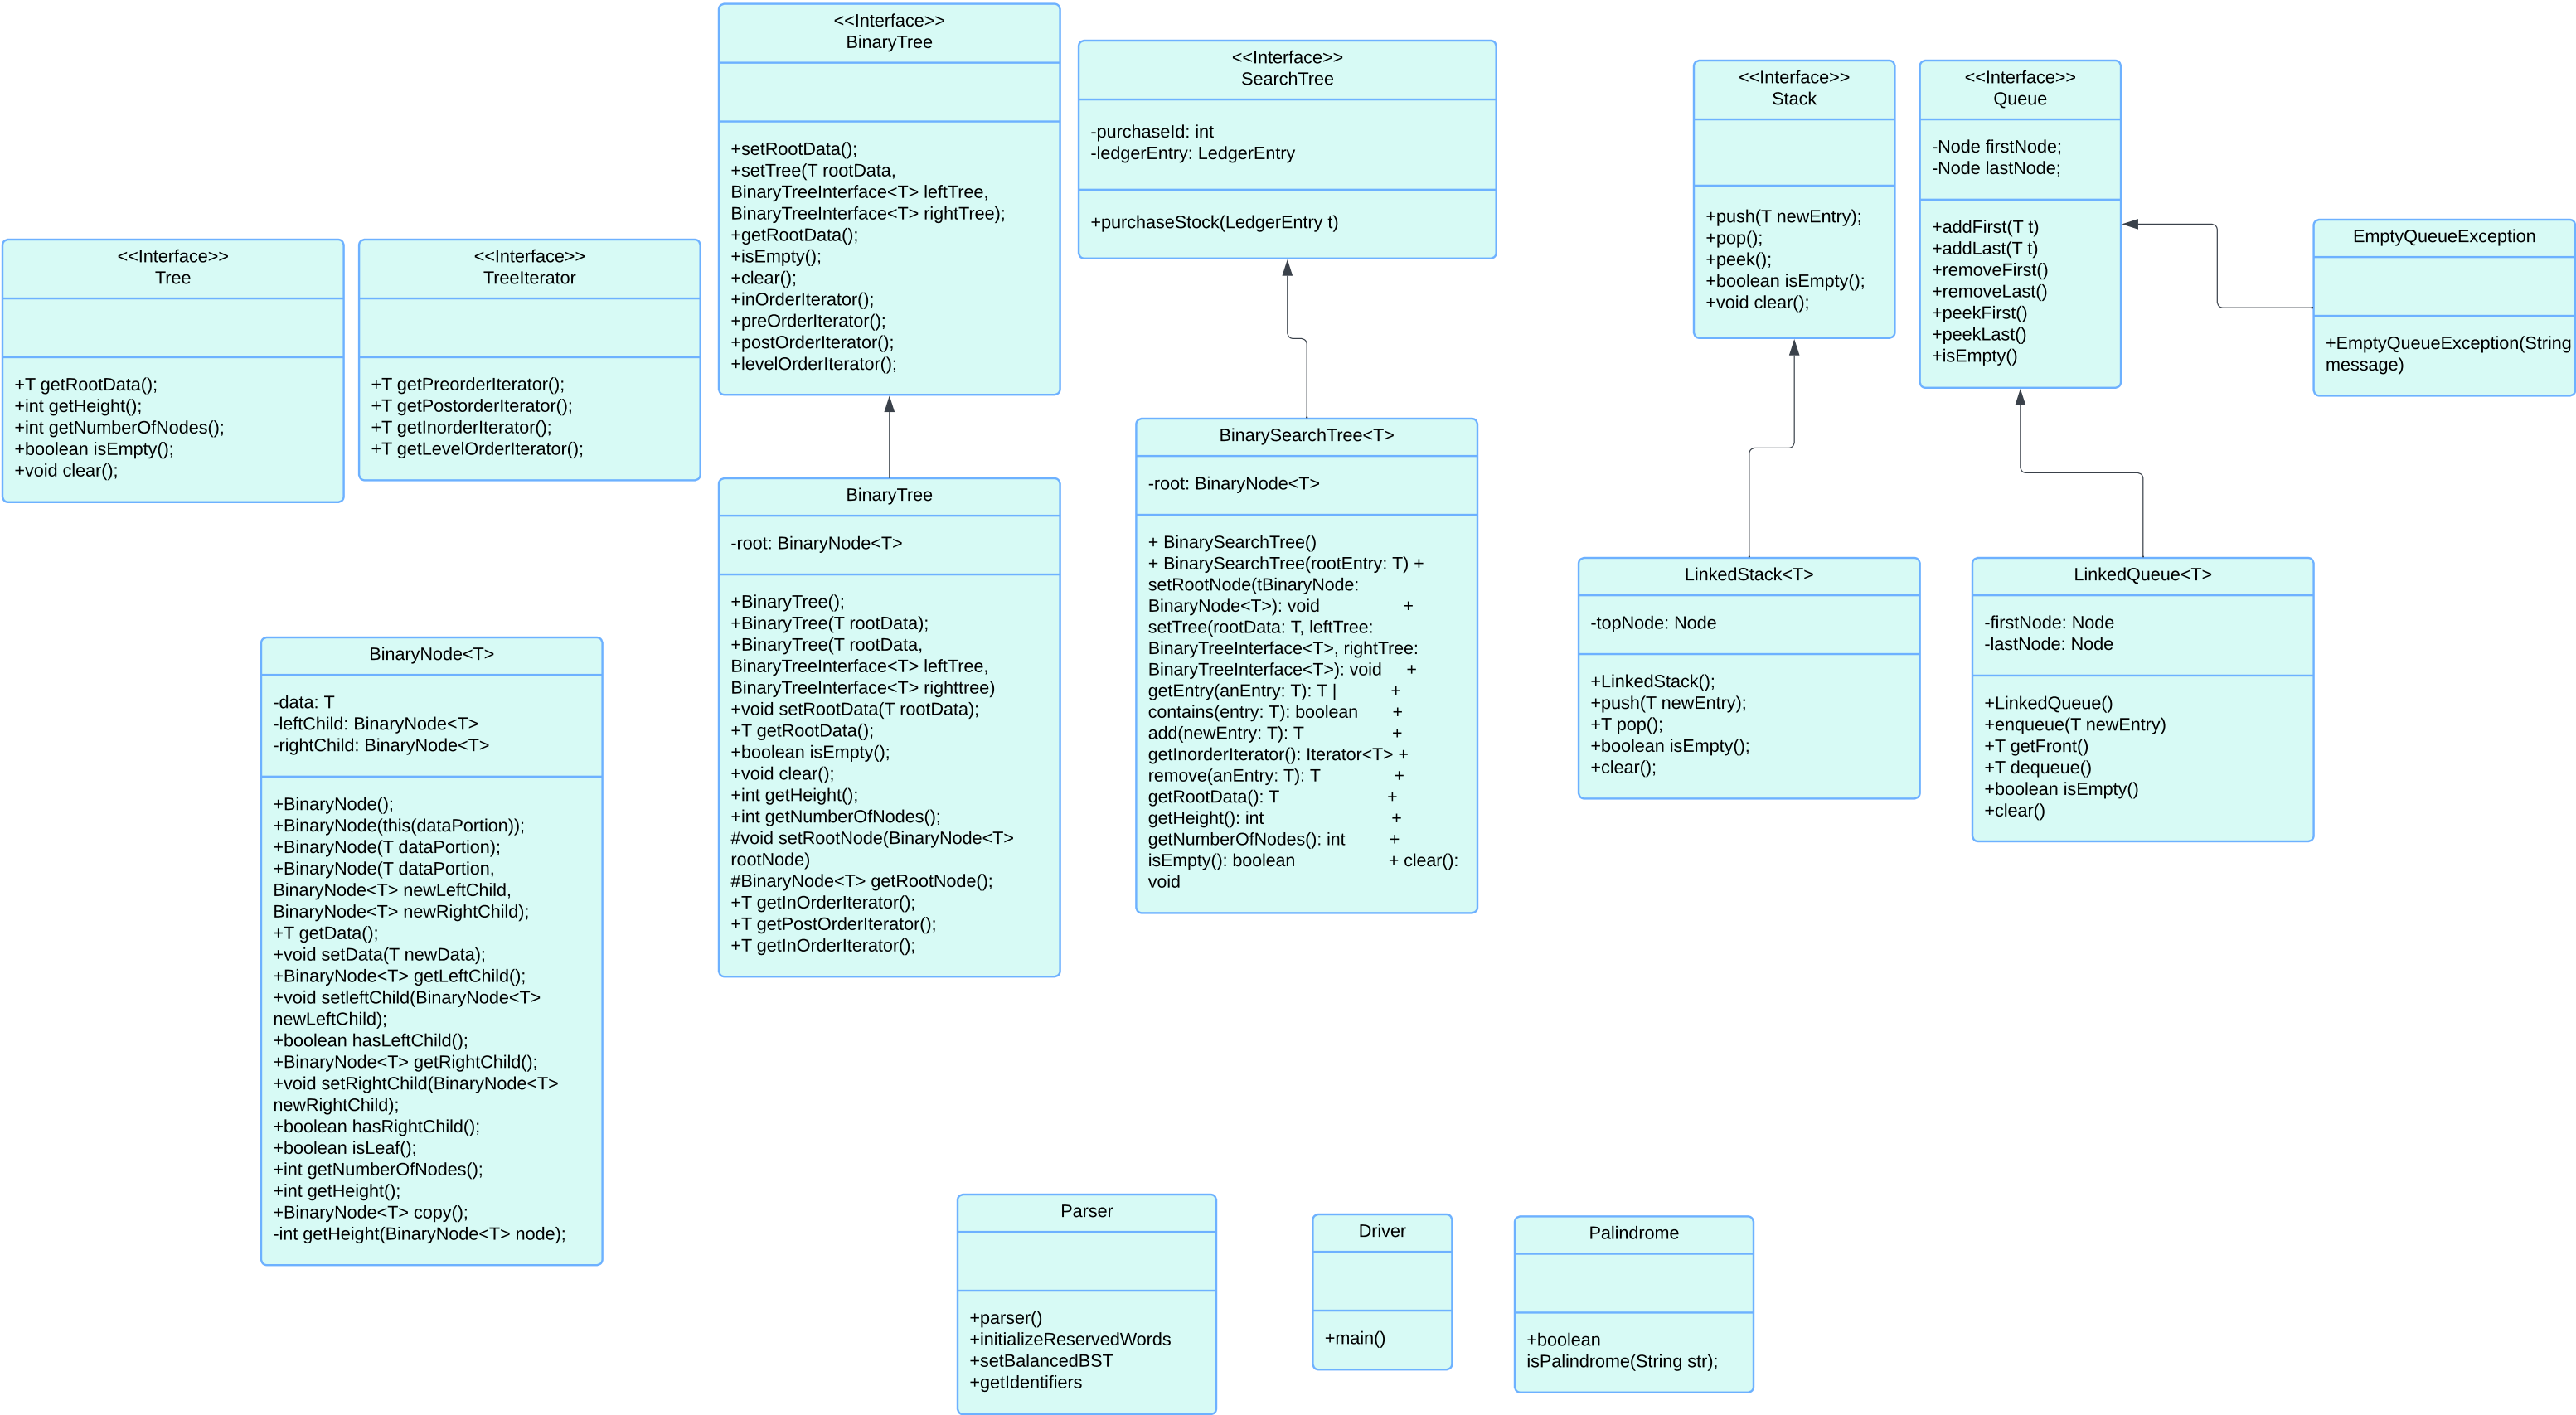 <<Interface>>
Tree
+T getRootData();
+int getHeight();
+int getNumberOfNodes();
+boolean isEmpty();
+void clear();
<<Interface>>
TreeIterator
+T getPreorderIterator();
+T getPostorderIterator();
+T getInorderIterator();
+T getLevelOrderIterator();
<<Interface>>
BinaryTree
+setRootData();
+setTree(T rootData,
BinaryTreeInterface<T> leftTree,
BinaryTreeInterface<T> rightTree);
+getRootData();
+isEmpty();
+clear();
+inOrderIterator();
+preOrderIterator();
+postOrderIterator();
+levelOrderIterator();
<<Interface>>
SearchTree
-purchaseId: int
-ledgerEntry: LedgerEntry
+purchaseStock(LedgerEntry t)
<<Interface>>
Stack
+push(T newEntry);
+pop();
+peek();
+boolean isEmpty();
+void clear();
<<Interface>>
Queue
-Node firstNode;
-Node lastNode;
+addFirst(T t)
+addLast(T t)
+removeFirst()
+removeLast()
+peekFirst()
+peekLast()
+isEmpty()
EmptyQueueException
+EmptyQueueException(String
message)
BinaryNode<T>
-data: T
-leftChild: BinaryNode<T>
-rightChild: BinaryNode<T>
+BinaryNode();
+BinaryNode(this(dataPortion));
+BinaryNode(T dataPortion);
+BinaryNode(T dataPortion,
BinaryNode<T> newLeftChild,
BinaryNode<T> newRightChild);
+T getData();
+void setData(T newData);
+BinaryNode<T> getLeftChild();
+void setleftChild(BinaryNode<T>
newLeftChild);
+boolean hasLeftChild();
+BinaryNode<T> getRightChild();
+void setRightChild(BinaryNode<T>
newRightChild);
+boolean hasRightChild();
+boolean isLeaf();
+int getNumberOfNodes();
+int getHeight();
+BinaryNode<T> copy();
-int getHeight(BinaryNode<T> node);
BinaryTree
-root: BinaryNode<T>
+BinaryTree();
+BinaryTree(T rootData);
+BinaryTree(T rootData,
BinaryTreeInterface<T> leftTree,
BinaryTreeInterface<T> righttree)
+void setRootData(T rootData);
+T getRootData();
+boolean isEmpty();
+void clear();
+int getHeight();
+int getNumberOfNodes();
#void setRootNode(BinaryNode<T>
rootNode)
#BinaryNode<T> getRootNode();
+T getInOrderIterator();
+T getPostOrderIterator();
+T getInOrderIterator();
BinarySearchTree<T>
-root: BinaryNode<T>
+ BinarySearchTree()
+ BinarySearchTree(rootEntry: T) +
setRootNode(tBinaryNode:
BinaryNode<T>): void +
setTree(rootData: T, leftTree:
BinaryTreeInterface<T>, rightTree:
BinaryTreeInterface<T>): void +
getEntry(anEntry: T): T | +
contains(entry: T): boolean +
add(newEntry: T): T +
getInorderIterator(): Iterator<T> +
remove(anEntry: T): T +
getRootData(): T +
getHeight(): int +
getNumberOfNodes(): int +
isEmpty(): boolean + clear():
void
LinkedStack<T>
-topNode: Node
+LinkedStack();
+push(T newEntry);
+T pop();
+boolean isEmpty();
+clear();
LinkedQueue<T>
-firstNode: Node
-lastNode: Node
+LinkedQueue()
+enqueue(T newEntry)
+T getFront()
+T dequeue()
+boolean isEmpty()
+clear()
Parser
+parser()
+initializeReservedWords
+setBalancedBST
+getIdentifiers
Driver
+main()
Palindrome
+boolean
isPalindrome(String str);